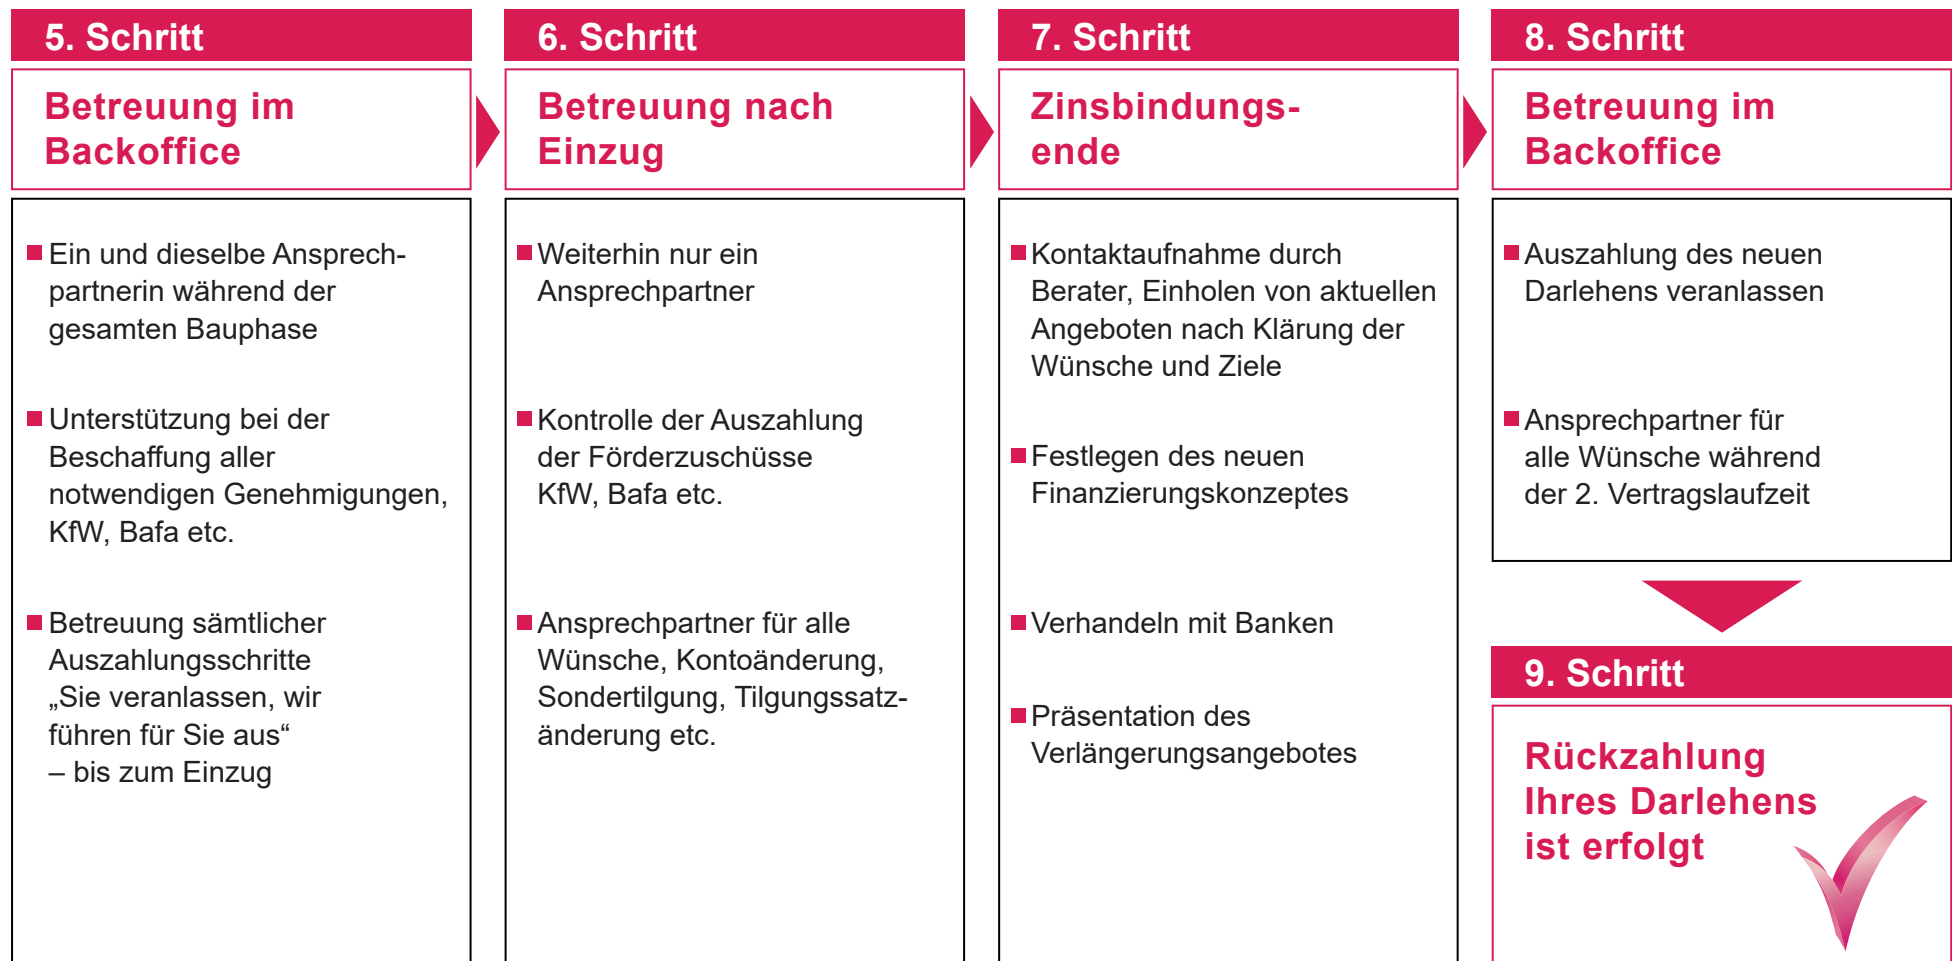 5. Schritt
Betreuung im
Backoffice
Ein und dieselbe Ansprech-
partnerin während der
gesamten Bauphase
Unterstützung bei der
Beschaffung aller
notwendigen Genehmigungen,
KfW, Bafa etc.
Betreuung sämtlicher
Auszahlungsschritte
„Sie veranlassen, wir
führen für Sie aus“
– bis zum Einzug
6. Schritt
Betreuung nach
Einzug
Weiterhin nur ein
Ansprechpartner
Kontrolle der Auszahlung
der Förderzuschüsse
KfW, Bafa etc.
Ansprechpartner für alle
Wünsche, Kontoänderung,
Sondertilgung, Tilgungssatz-
änderung etc.
7. Schritt
Zinsbindungs-
ende
Kontaktaufnahme durch
Berater, Einholen von aktuellen
Angeboten nach Klärung der
Wünsche und Ziele
Festlegen des neuen
Finanzierungskonzeptes
Verhandeln mit Banken
Präsentation des
Verlängerungsangebotes
8. Schritt
Betreuung im
Backoffice
Auszahlung des neuen
Darlehens veranlassen
Ansprechpartner für
alle Wünsche während
der 2. Vertragslaufzeit
9. Schritt
Rückzahlung
Ihres Darlehens
ist erfolgt